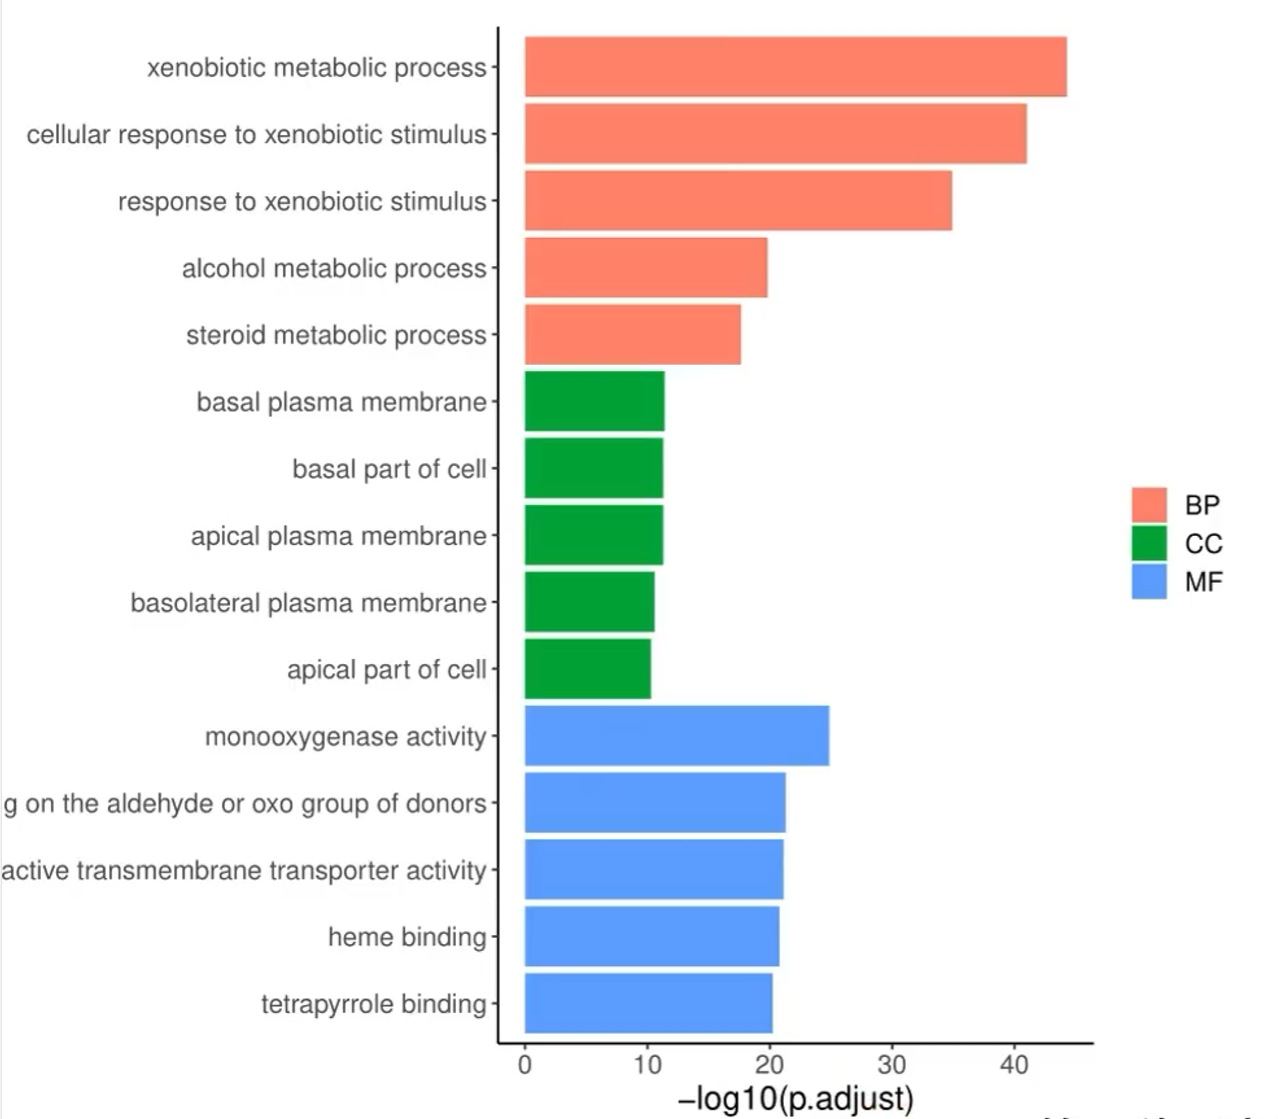 xenobiotic metabolic process
cellular response to xenobiotic stimulus
response to xenobiotic stimulus
alcohol metabolic process
steroid metabolic process
basal plasma membrane
basal part of cell
apical plasma membrane
basolateral plasma membrane
apical part of cell
monooxygenase activity
g on the aldehyde or oxo group of donors
active transmembrane transporter activity
heme binding
tetrapyrrole binding
BP
CC
MF
0 10 20 30 40
−log10(p.adjust)